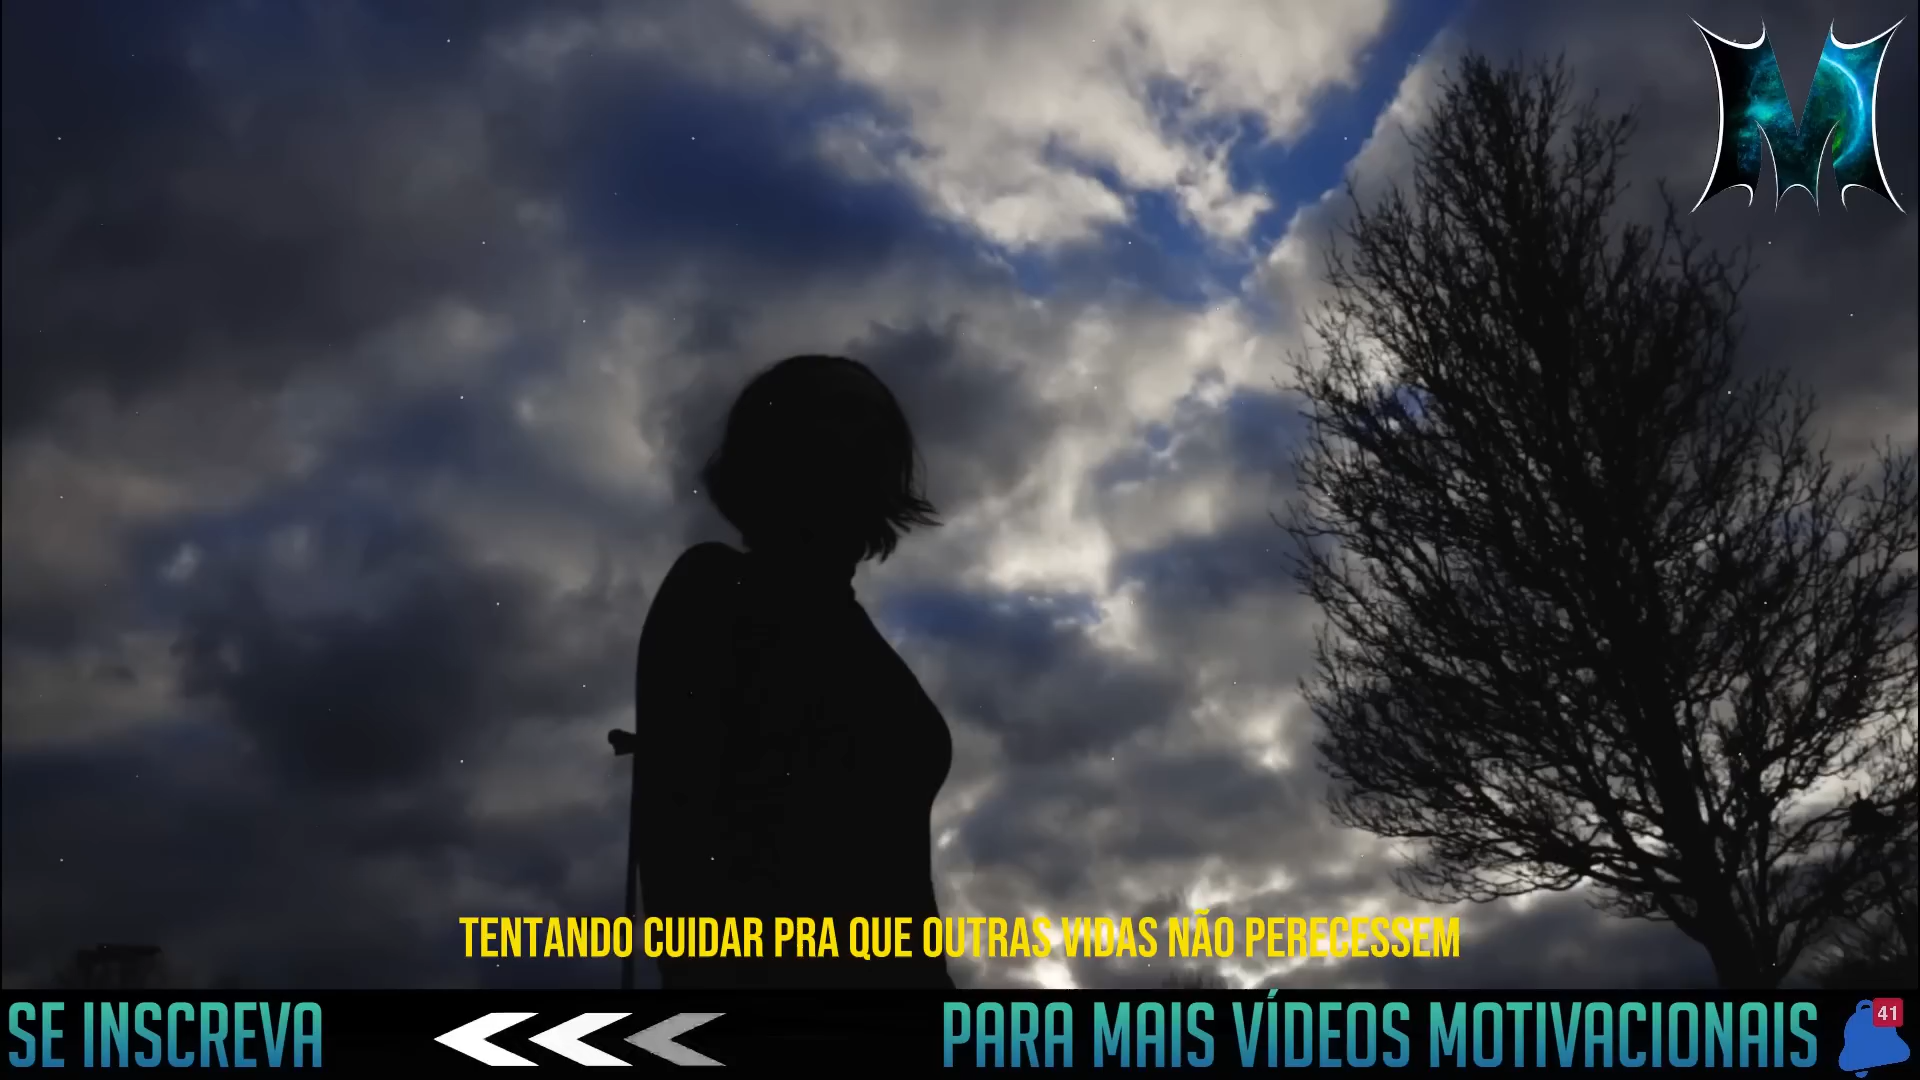 M
TENTANDO CUIDAR PRA QUE OUTRAS VIDAS NÃO PERECESSEM
SE INSCREVA
PARA MAIS VÍDEOS MOTIVACIONAIS
41